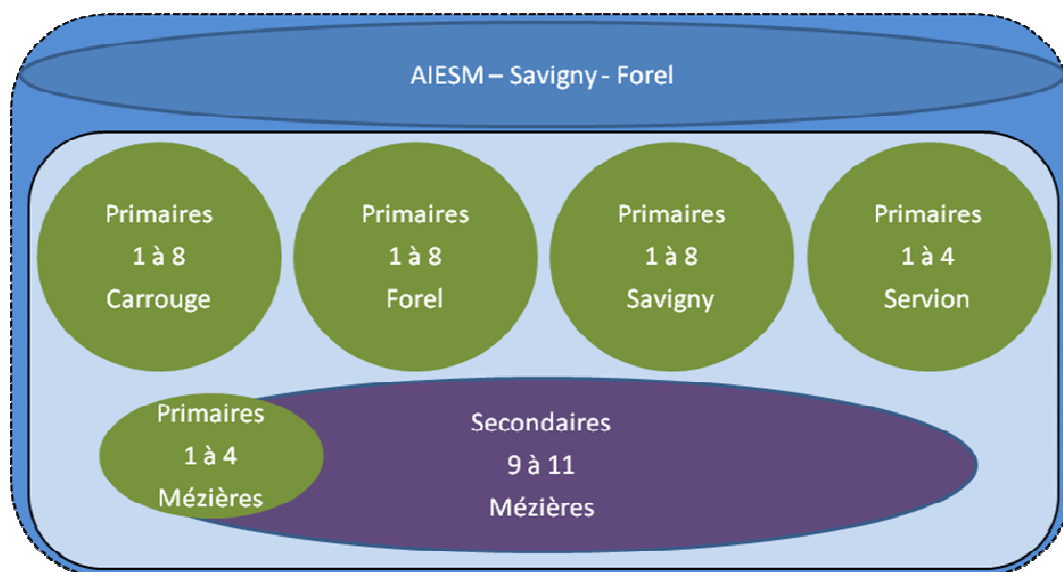 AIESM – Savigny - Forel
Primaires
1 à 8
Carrouge
Primaires
1 à 8
Forel
Primaires
1 à 8
Savigny
Primaires
1 à 4
Servion
Primaires
1 à 4
Mézières
Secondaires
9 à 11
Mézières